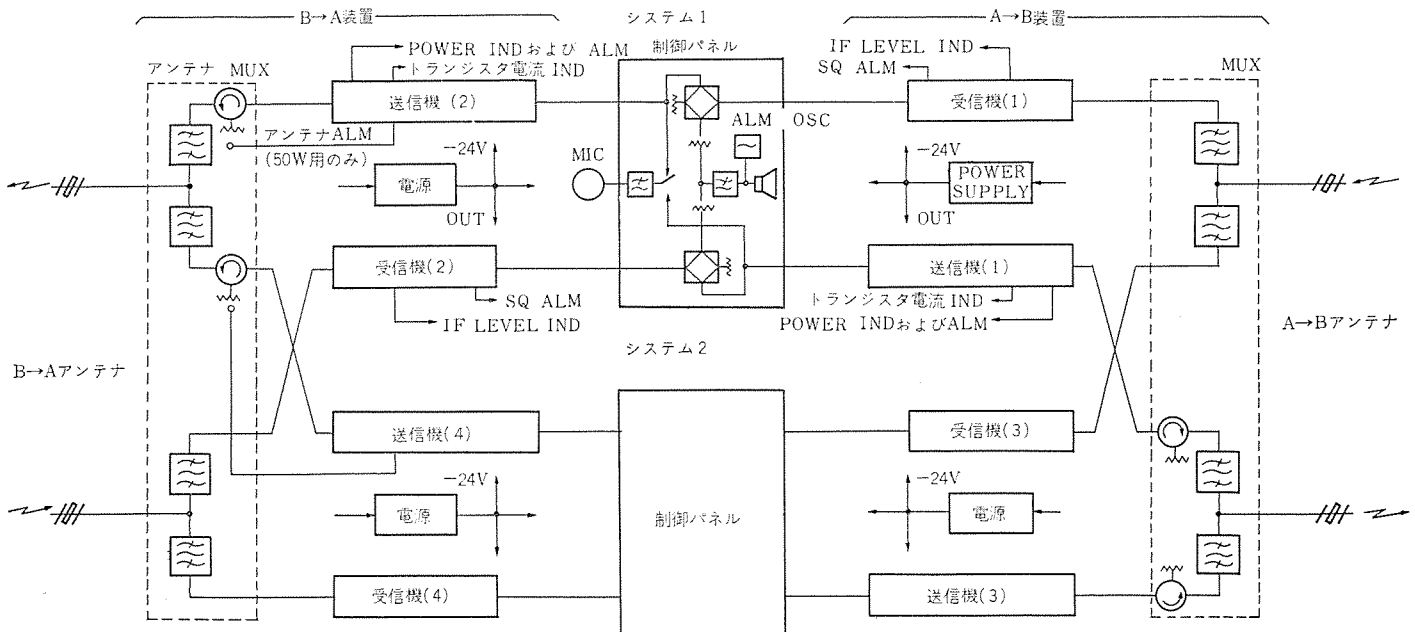 B→A装置
システム1
A→B装置
POWER INDおよび ALM
制御パネル
IF LEVEL IND
アンテナ MUX
トランジスタ電流 IND
SQ ALM
MUX
送信機 (2)
受信機(1)
ALM OSC
アンテナALM
(50W用のみ)
−24V
MIC
−24V
電源
POWER
SUPPLY
OUT
OUT
受信機(2)
送信機(1)
SQ ALM
トランジスタ電流 IND
IF LEVEL IND
POWER INDおよびALM
A→Bアンテナ
システム2
B→Aアンテナ
送信機(4)
受信機(3)
−24V
−24V
電源
制御パネル
電源
受信機(4)
送信機(3)